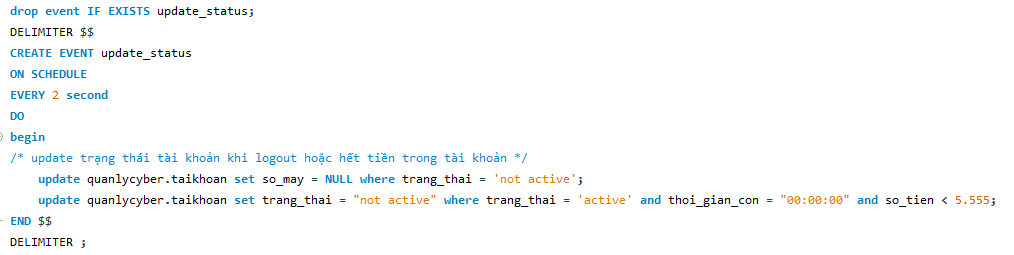 drop event IF EXISTS update_status;
DELIMITER $$
CREATE EVENT update_status
ON SCHEDULE
EVERY 2 second
DO
begin
/* update trạng thái tài khoản khi logout hoặc hết tiền trong tài khoản */
    update quanlycyber.taikhoan set so_may = NULL where trang_thai = 'not active';
    update quanlycyber.taikhoan set trang_thai = "not active" where trang_thai = 'active' and thoi_gian_con = "00:00:00" and so_tien < 5.555;
END $$
DELIMITER ;